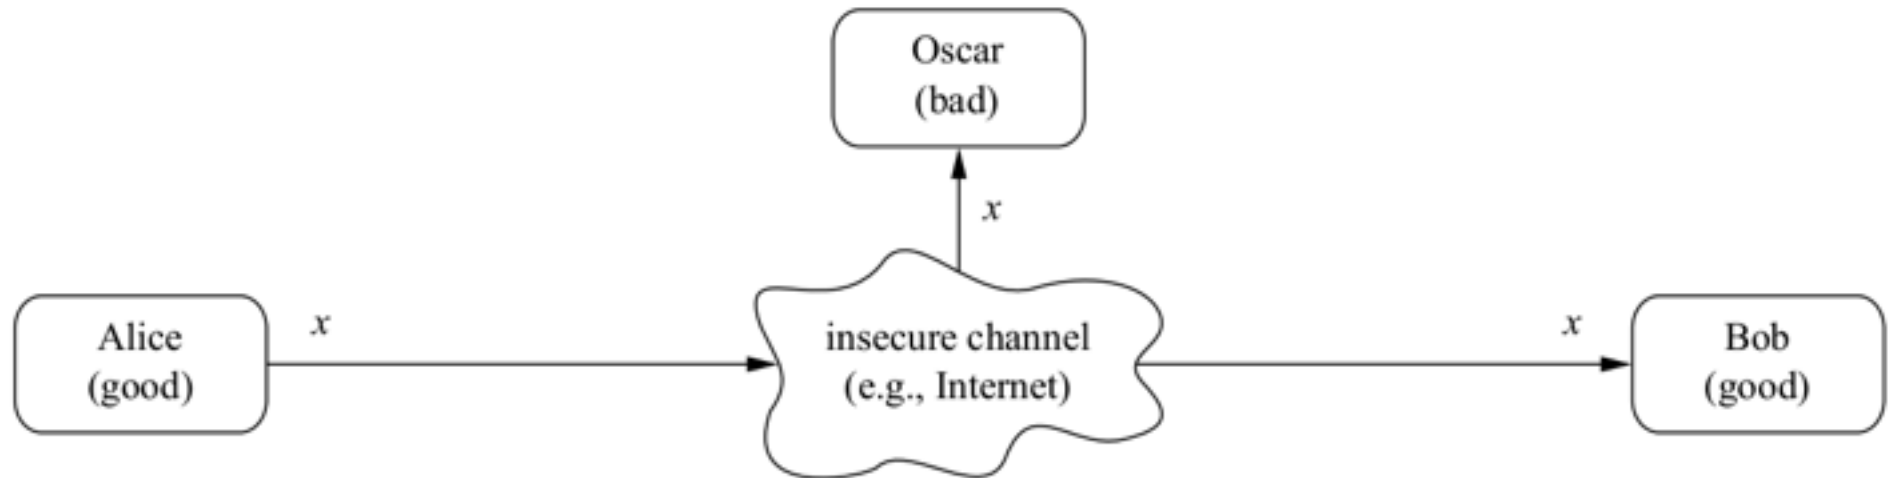 Oscar
(bad)
x
Alice
(good)
x
insecure channel
(e.g., Internet)
x
Bob
(good)